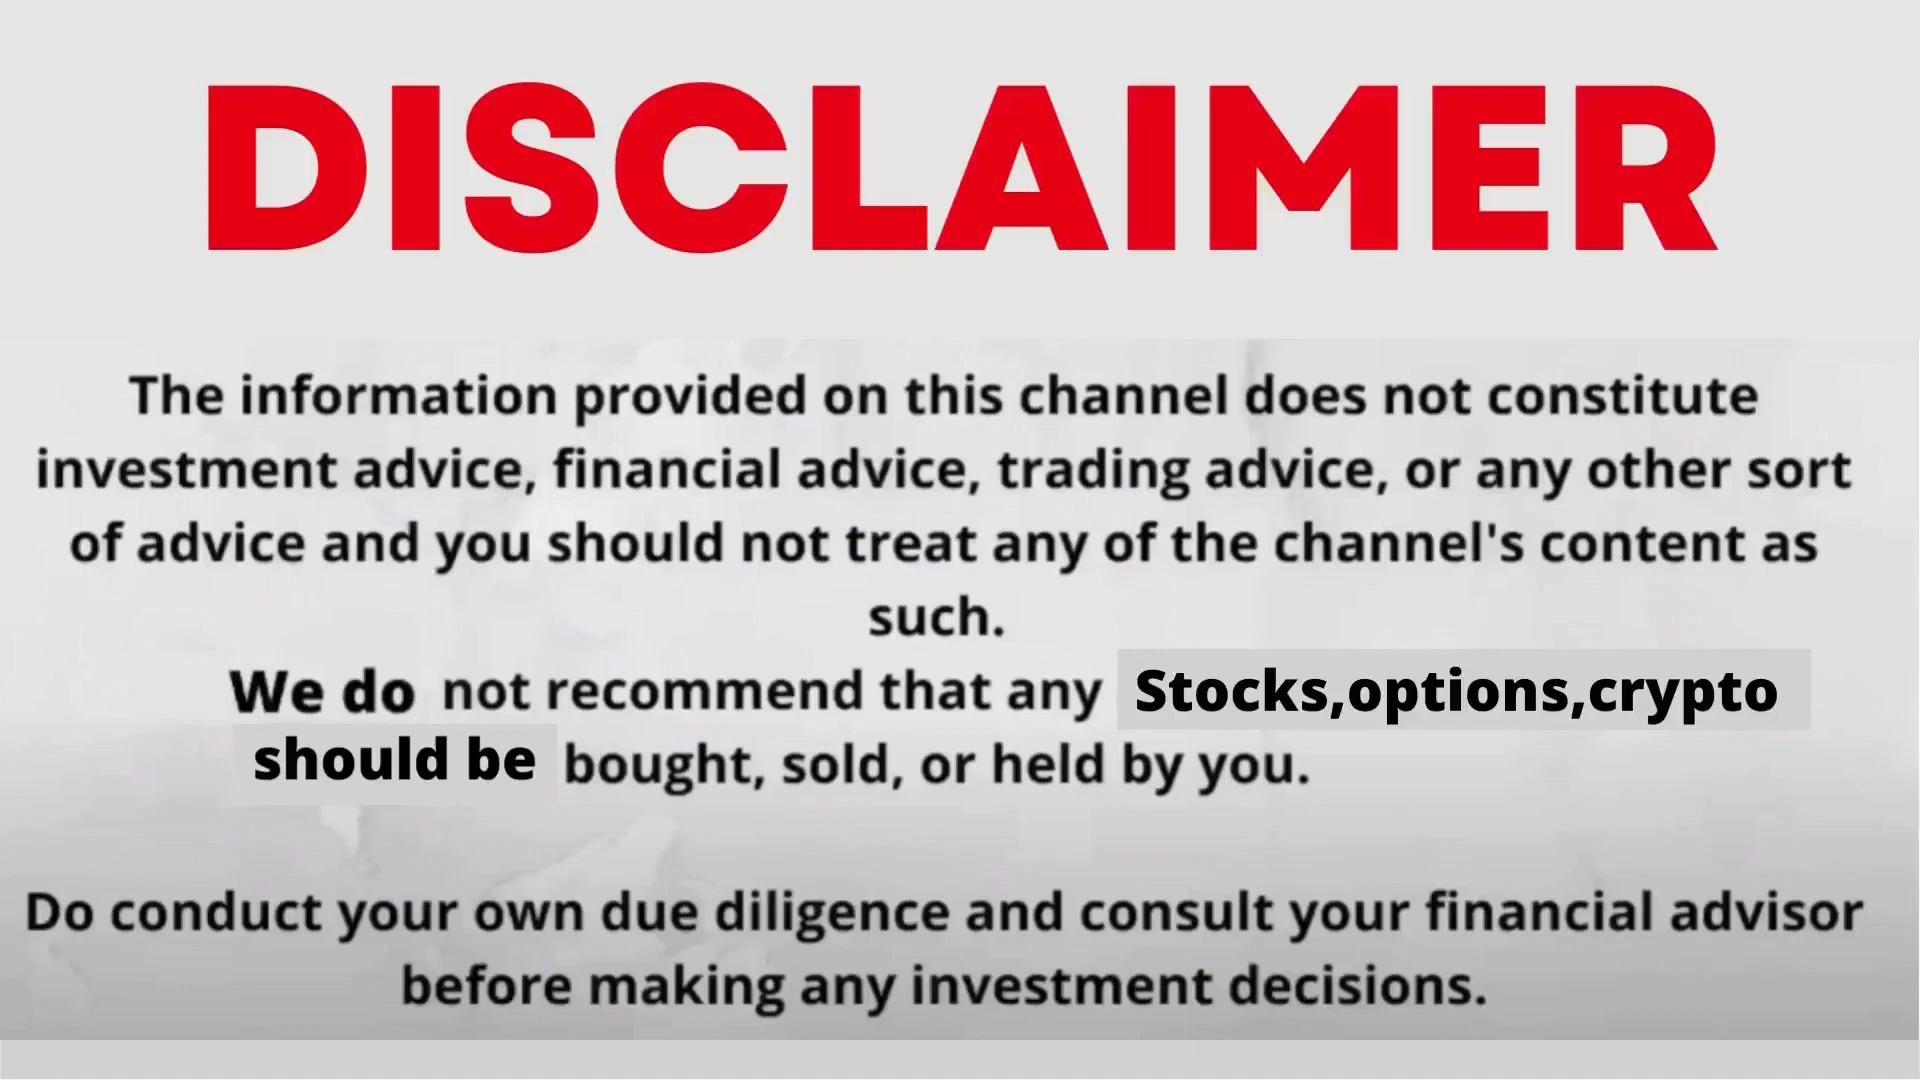 DISCLAIMER
The information provided on this channel does not constitute
investment advice, financial advice, trading advice, or any other sort
of advice and you should not treat any of the channel's content as
such.
We do not recommend that any Stocks,options,crypto
should be bought, sold, or held by you.
Do conduct your own due diligence and consult your financial advisor
before making any investment decisions.